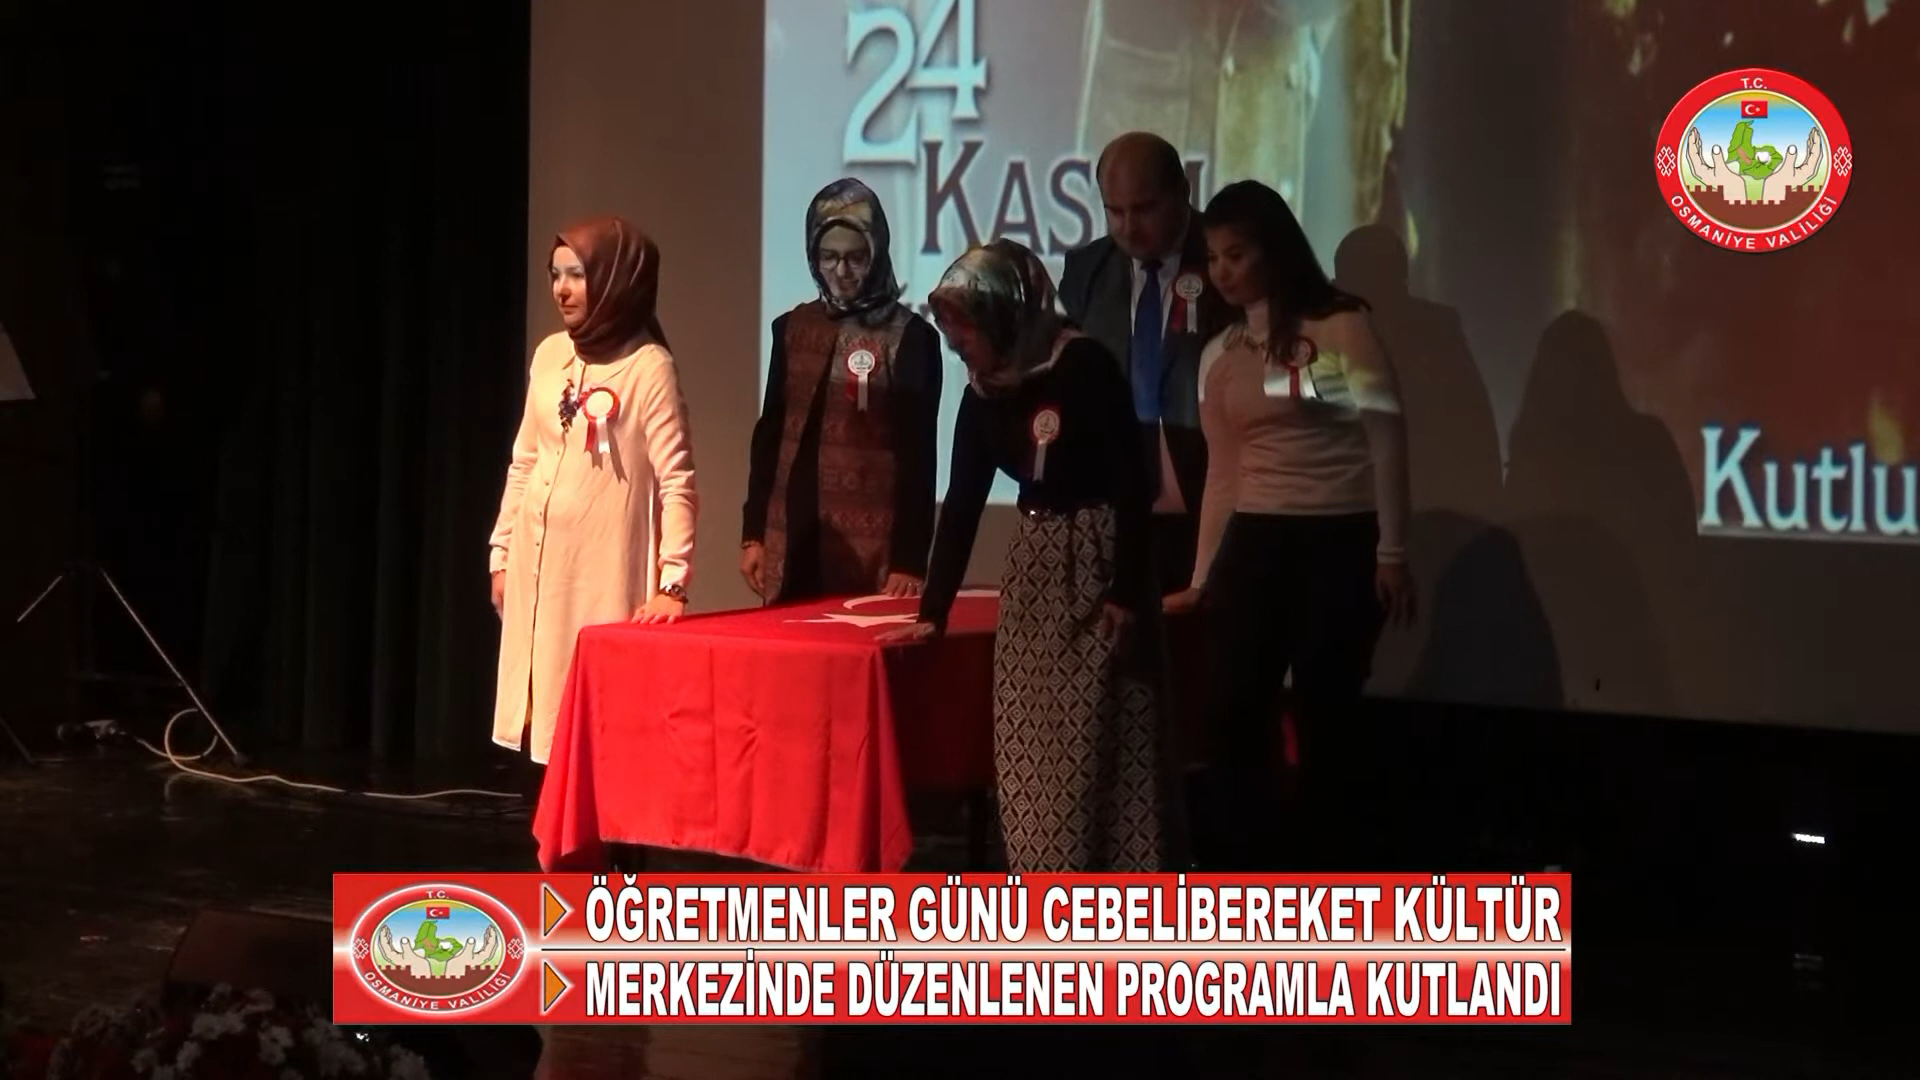 24
KASIM
Kutlu
T.C.
OSMANİYE VALİLİĞİ
T.C.
OSMANİYE VALİLİĞİ
ÖĞRETMENLER GÜNÜ CEBELİBEREKET KÜLTÜR
MERKEZİNDE DÜZENLENEN PROGRAMLA KUTLANDI